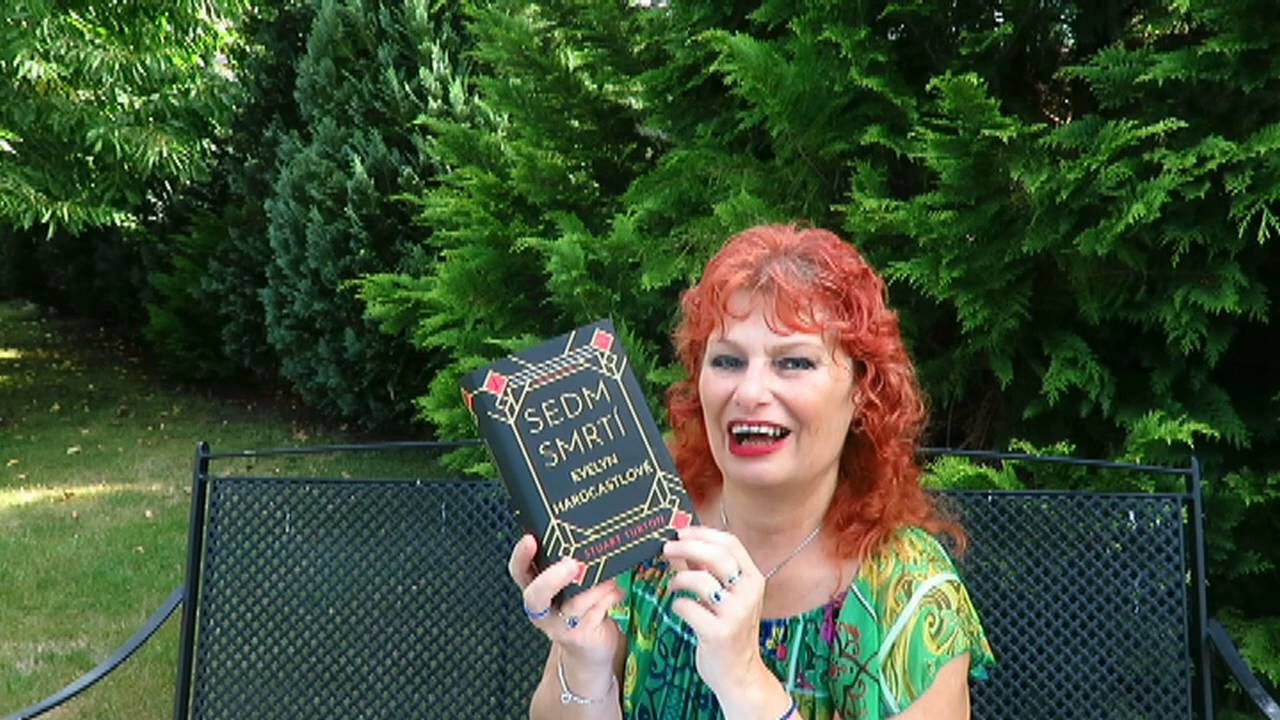 SEDM
SMRTÍ
EVELYN
HARDCASTLOVÉ
STUART TURTON